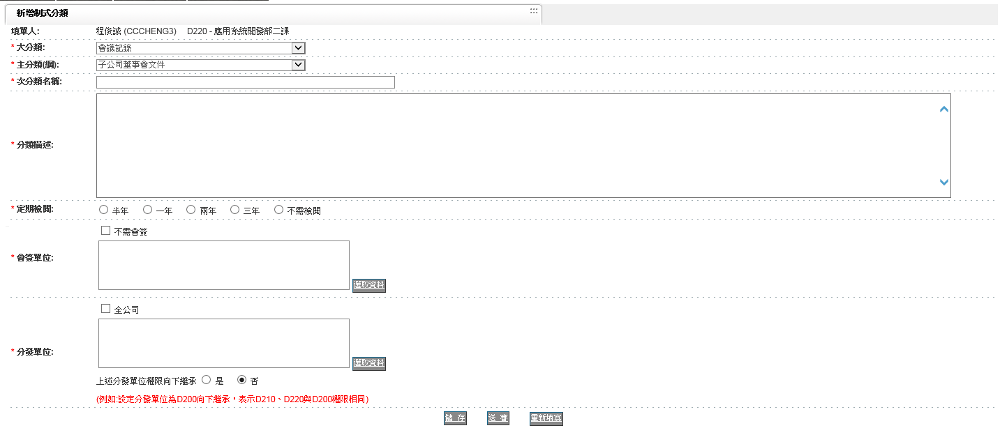 新增制式分類
填單人: 程俊誠 (CCCHENG3) D220 - 應用系統開發部二課
* 大分類: 會議記錄
* 主分類(綱): 子公司董事會文件
* 次分類名稱:
* 分類描述:
* 定期檢閱: 半年 一年 兩年 三年 不需檢閱
不需會簽
* 會簽單位:
選取資料
全公司
* 分發單位:
選取資料
上述分發單位權限向下繼承 是 否
(例如:設定分發單位為D200向下繼承，表示D210、D220與D200權限相同)
儲 存 送 審 重新填寫